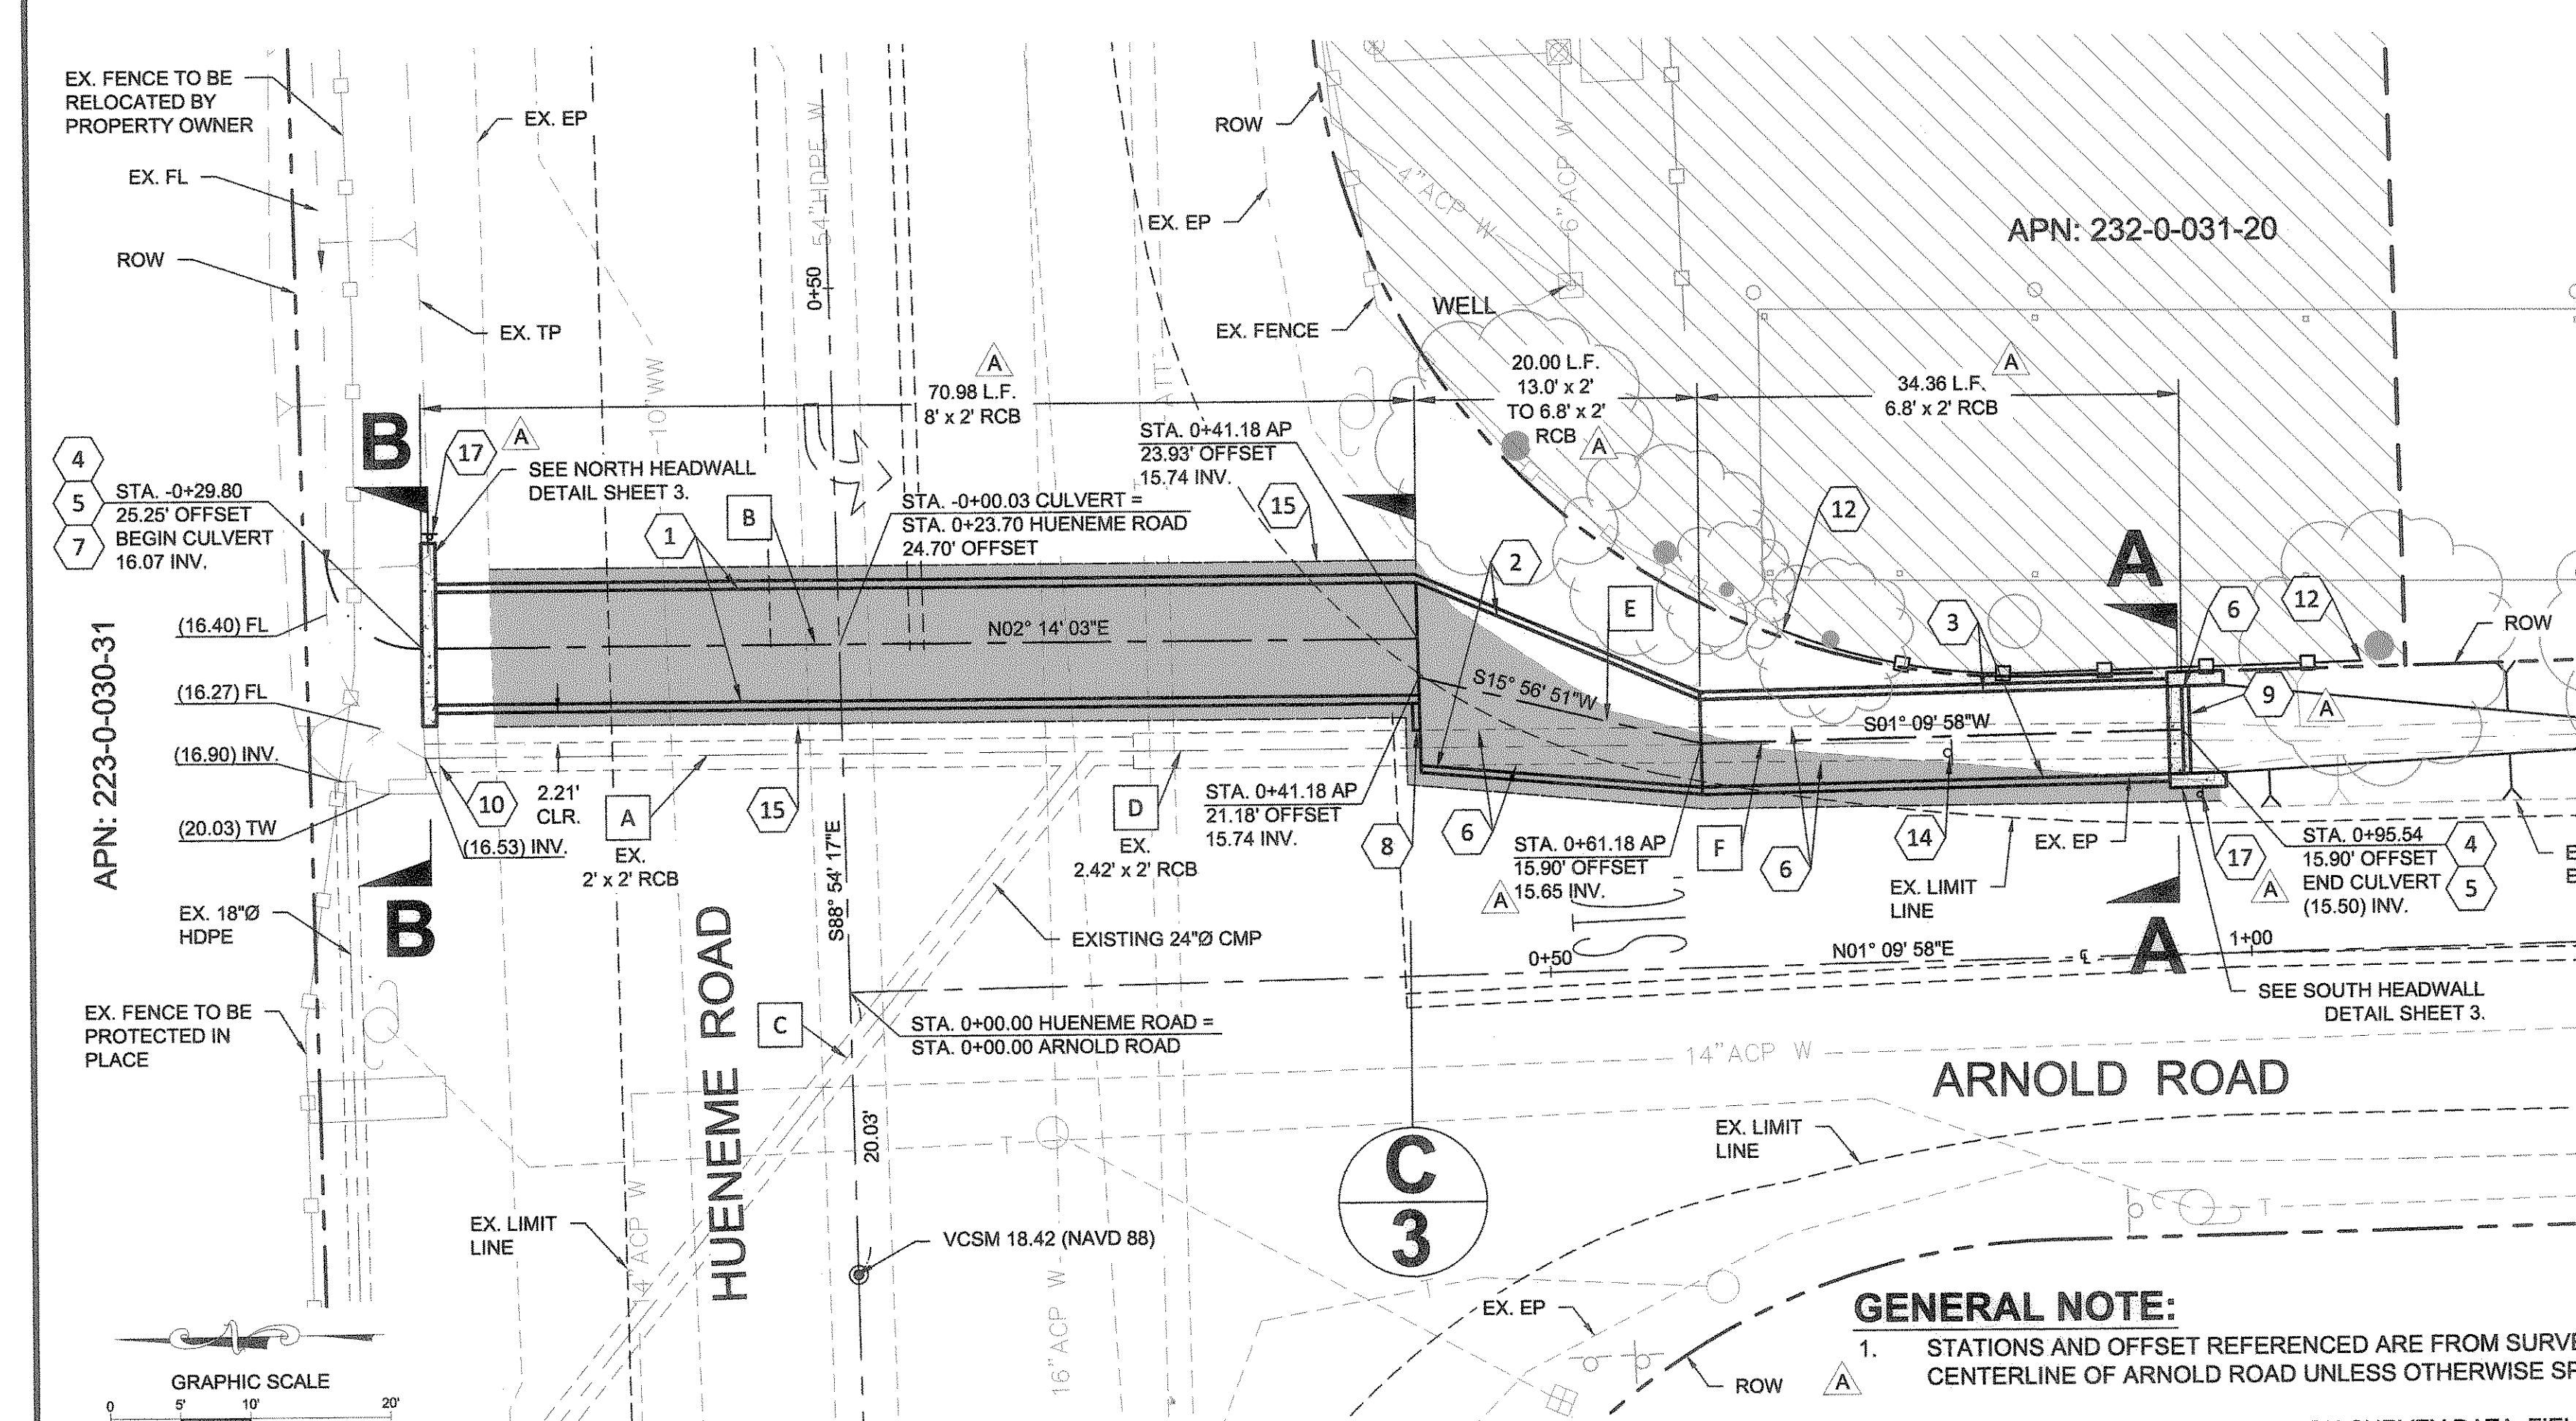 EX. FENCE TO BE
RELOCATED BY
PROPERTY OWNER
EX. FL
ROW
EX. EP
EX. TP
10"WW
54"HDPE W
0+50
ROW
EX. EP
EX. FENCE
4"ACP W
6"ACP W
WELL
APN: 232-0-031-20
A
70.98 L.F.
8' x 2' RCB
20.00 L.F.
13.0' x 2'
TO 6.8' x 2'
RCB
A
A
34.36 L.F.
6.8' x 2' RCB
B
17
A
SEE NORTH HEADWALL
DETAIL SHEET 3.
4
5
7
STA. -0+29.80
25.25' OFFSET
BEGIN CULVERT
16.07 INV.
1
B
STA. -0+00.03 CULVERT =
STA. 0+23.70 HUENEME ROAD
24.70' OFFSET
STA. 0+41.18 AP
23.93' OFFSET
15.74 INV.
15
2
E
12
A
3
6
12
ROW
N02° 14' 03"E
S15° 56' 51"W
S01° 09' 58"W
9
A
APN: 223-0-030-31
(16.40) FL
(16.27) FL
(16.90) INV.
(20.03) TW
10
(16.53) INV.
2.21'
CLR.
A
EX.
2' x 2' RCB
15
S88° 54' 17"E
D
EX.
2.42' x 2' RCB
STA. 0+41.18 AP
21.18' OFFSET
15.74 INV.
8
6
STA. 0+61.18 AP
15.90' OFFSET
15.65 INV.
A
F
6
14
EX. LIMIT
LINE
EX. EP
17
A
STA. 0+95.54
15.90' OFFSET
END CULVERT
(15.50) INV.
4
5
B
A
EX. 18"Ø
HDPE
EX. FENCE TO BE
PROTECTED IN
PLACE
HUENEME ROAD
C
EXISTING 24"Ø CMP
STA. 0+00.00 HUENEME ROAD =
STA. 0+00.00 ARNOLD ROAD
0+50
N01° 09' 58"E
1+00
SEE SOUTH HEADWALL
DETAIL SHEET 3.
14"ACP W
ARNOLD ROAD
20.03'
EX. LIMIT
LINE
14"ACP W
VCSM 18.42 (NAVD 88)
16"ACP W
C
3
EX. LIMIT
LINE
T
T
EX. EP
ROW
GRAPHIC SCALE
0 5' 10' 20'
GENERAL NOTE:
1. STATIONS AND OFFSET REFERENCED ARE FROM
A CENTERLINE OF ARNOLD ROAD UNLESS OTHERWISE